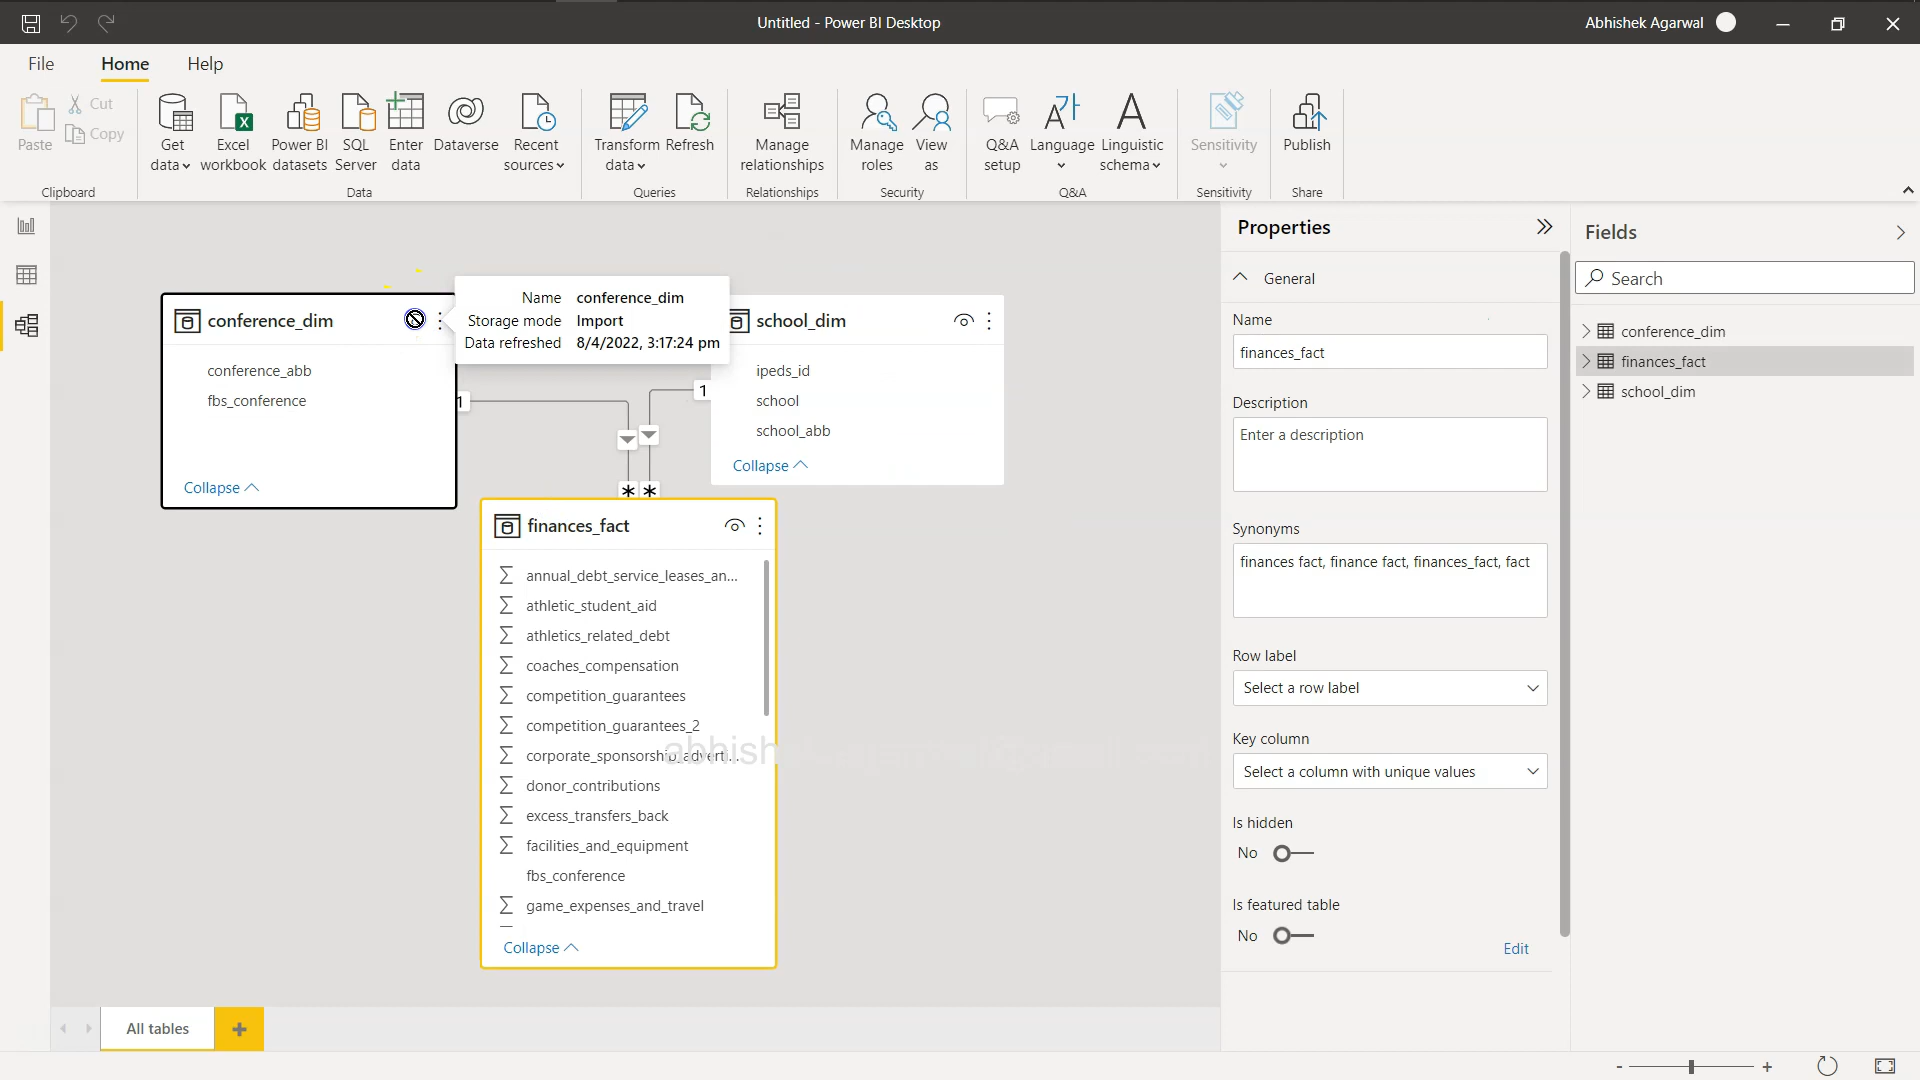 Untitled - Power BI Desktop
Abhishek Agarwal
File
Home
Help
Paste
Cut
Copy
Clipboard
Get data
Excel workbook
Power BI datasets
SQL Server
Enter data
Dataverse
Recent sources
Data
Transform data
Refresh
Queries
Manage relationships
Relationships
Manage roles
View as
Security
Q&A setup
Language
Linguistic schema
Q&A
Sensitivity
Sensitivity
Publish
Share
conference_dim
conference_abb
fbs_conference
Collapse
Name conference_dim
Storage mode Import
Data refreshed 8/4/2022, 3:17:24 pm
school_dim
ipeds_id
school
school_abb
Collapse
1
1
* *
finances_fact
annual_debt_service_leases_an...
athletic_student_aid
athletics_related_debt
coaches_compensation
competition_guarantees
competition_guarantees_2
corporate_sponsorship_adverti...
donor_contributions
excess_transfers_back
facilities_and_equipment
fbs_conference
game_expenses_and_travel
Collapse
All tables
Properties
General
Name
finances_fact
Description
Enter a description
Synonyms
finances fact, finance fact, finances_fact, fact
Row label
Select a row label
Key column
Select a column with unique values
Is hidden
No
Is featured table
No
Edit
Fields
Search
conference_dim
finances_fact
school_dim